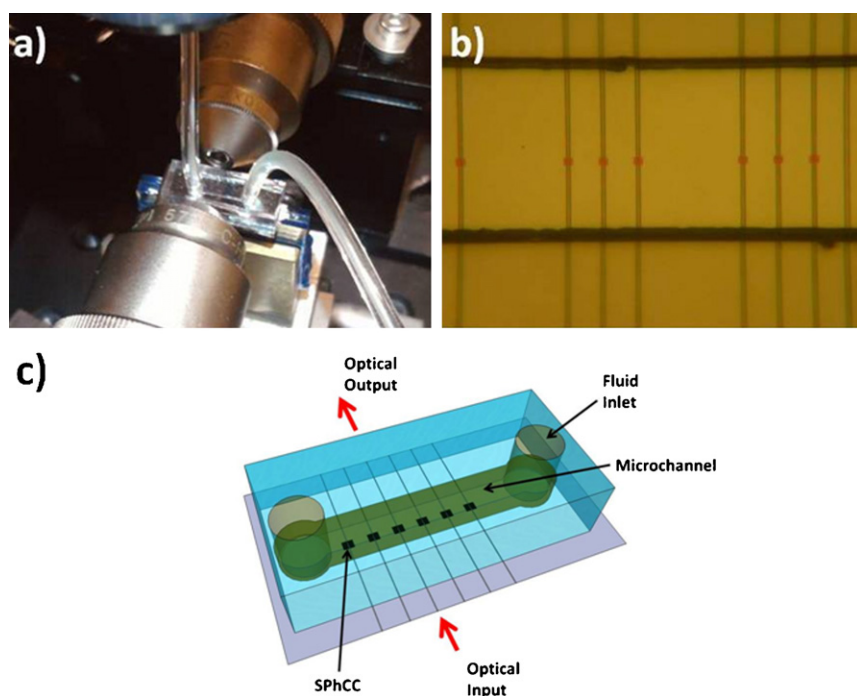 a)
b)
c)
Optical
Output
Fluid
Inlet
Microchannel
SPhCC
Optical
Input